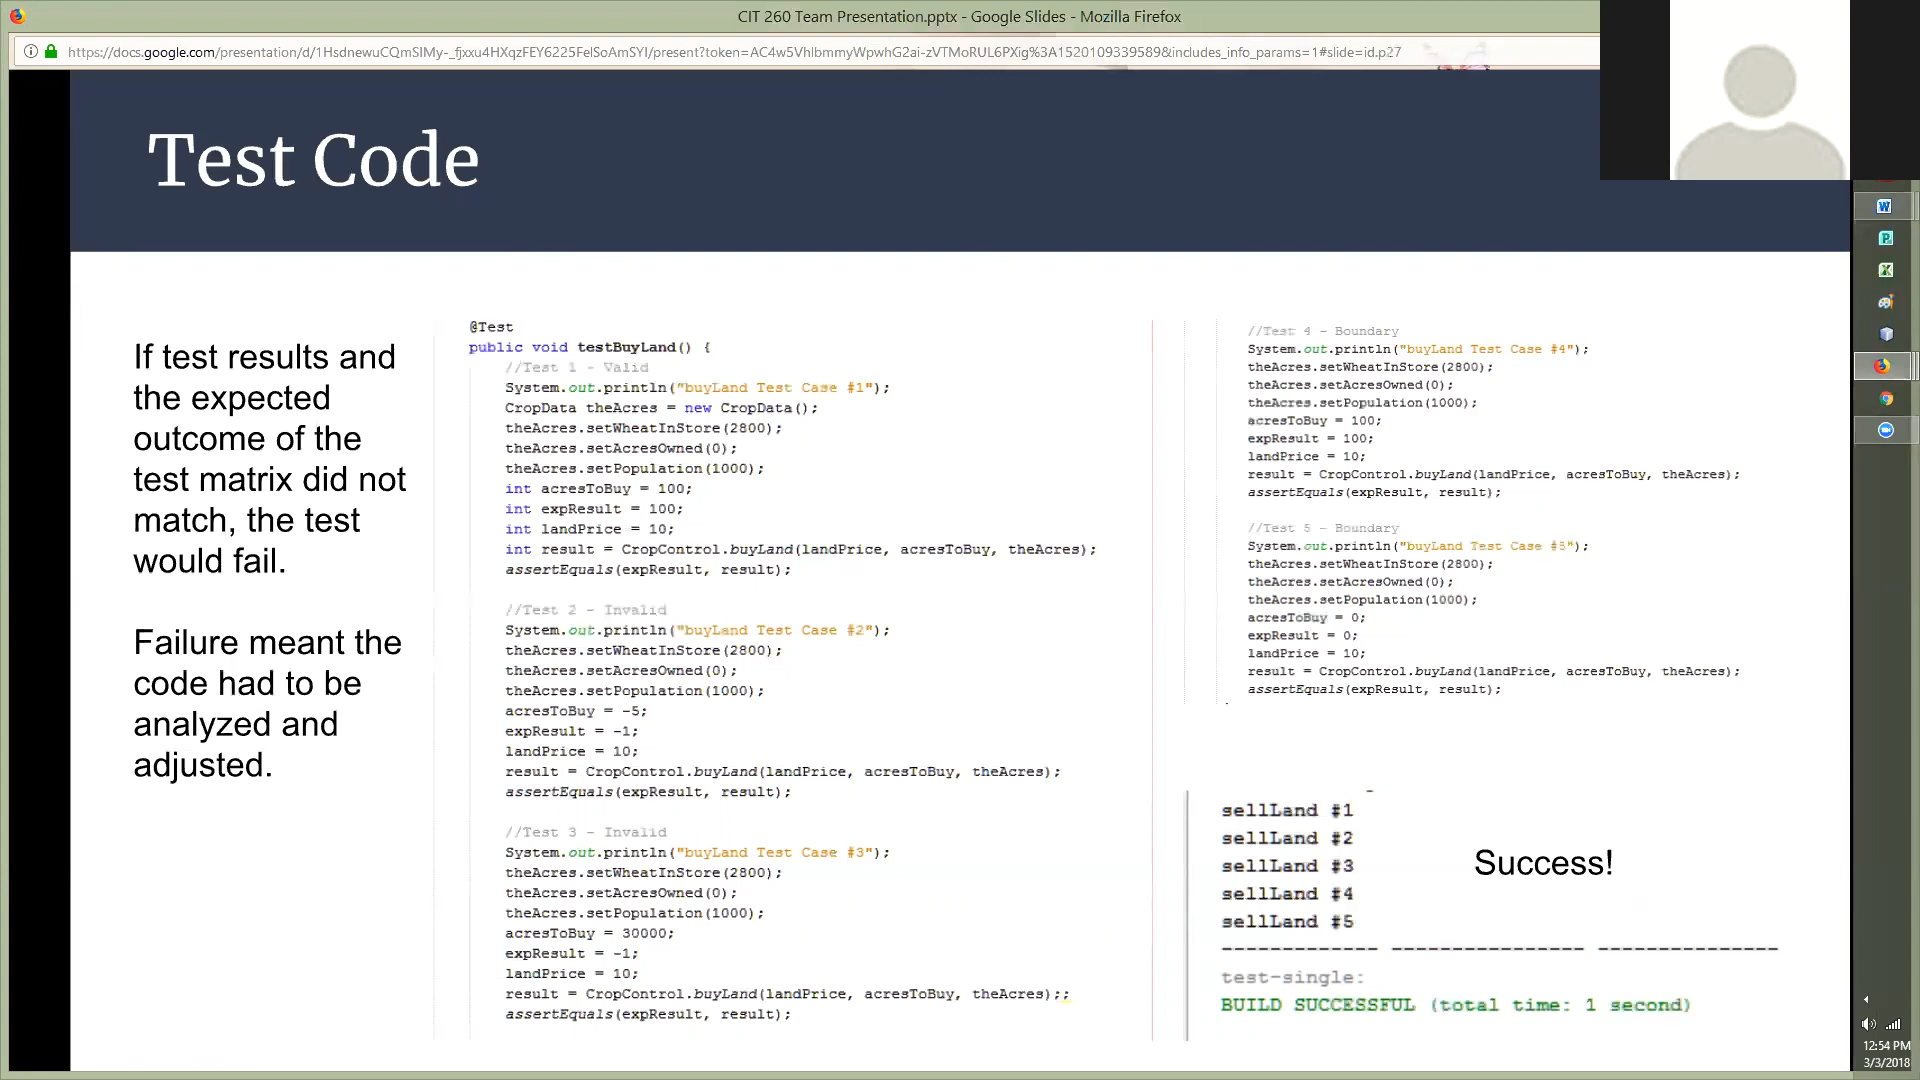 CIT 260 Team Presentation.pptx - Google Slides - Mozilla Firefox
Test Code
If test results and
the expected
outcome of the
test matrix did not
match, the test
would fail.
Failure meant the
code had to be
analyzed and
adjusted.
@Test
public void testBuyLand() {
//Test 1 - Valid
System.out.println("buyLand Test Case #1");
CropData theAcres = new CropData();
theAcres.setWheatInStore(2800);
theAcres.setAcresOwned(0);
theAcres.setPopulation(1000);
int acresToBuy = 100;
int expResult = 100;
int landPrice = 10;
int result = CropControl.buyLand(landPrice, acresToBuy, theAcres);
assertEquals(expResult, result);
//Test 2 - Invalid
System.out.println("buyLand Test Case #2");
theAcres.setWheatInStore(2800);
theAcres.setAcresOwned(0);
theAcres.setPopulation(1000);
acresToBuy = -5;
expResult = -1;
landPrice = 10;
result = CropControl.buyLand(landPrice, acresToBuy, theAcres);
assertEquals(expResult, result);
//Test 3 - Invalid
System.out.println("buyLand Test Case #3");
theAcres.setWheatInStore(2800);
theAcres.setAcresOwned(0);
theAcres.setPopulation(1000);
acresToBuy = 30000;
expResult = -1;
landPrice = 10;
result = CropControl.buyLand(landPrice, acresToBuy, theAcres);;
assertEquals(expResult, result);
//Test 4 - Boundary
System.out.println("buyLand Test Case #4");
theAcres.setWheatInStore(2800);
theAcres.setAcresOwned(0);
theAcres.setPopulation(1000);
acresToBuy = 100;
expResult = 100;
landPrice = 10;
result = CropControl.buyLand(landPrice, acresToBuy, theAcres);
assertEquals(expResult, result);
//Test 5 - Boundary
System.out.println("buyLand Test Case #5");
theAcres.setWheatInStore(2800);
theAcres.setAcresOwned(0);
theAcres.setPopulation(1000);
acresToBuy = 0;
expResult = 0;
landPrice = 10;
result = CropControl.buyLand(landPrice, acresToBuy, theAcres);
assertEquals(expResult, result);
sellLand #1
sellLand #2
sellLand #3
sellLand #4
sellLand #5
Success!
test-single:
BUILD SUCCESSFUL (total time: 1 second)
12:54 PM
3/3/2018